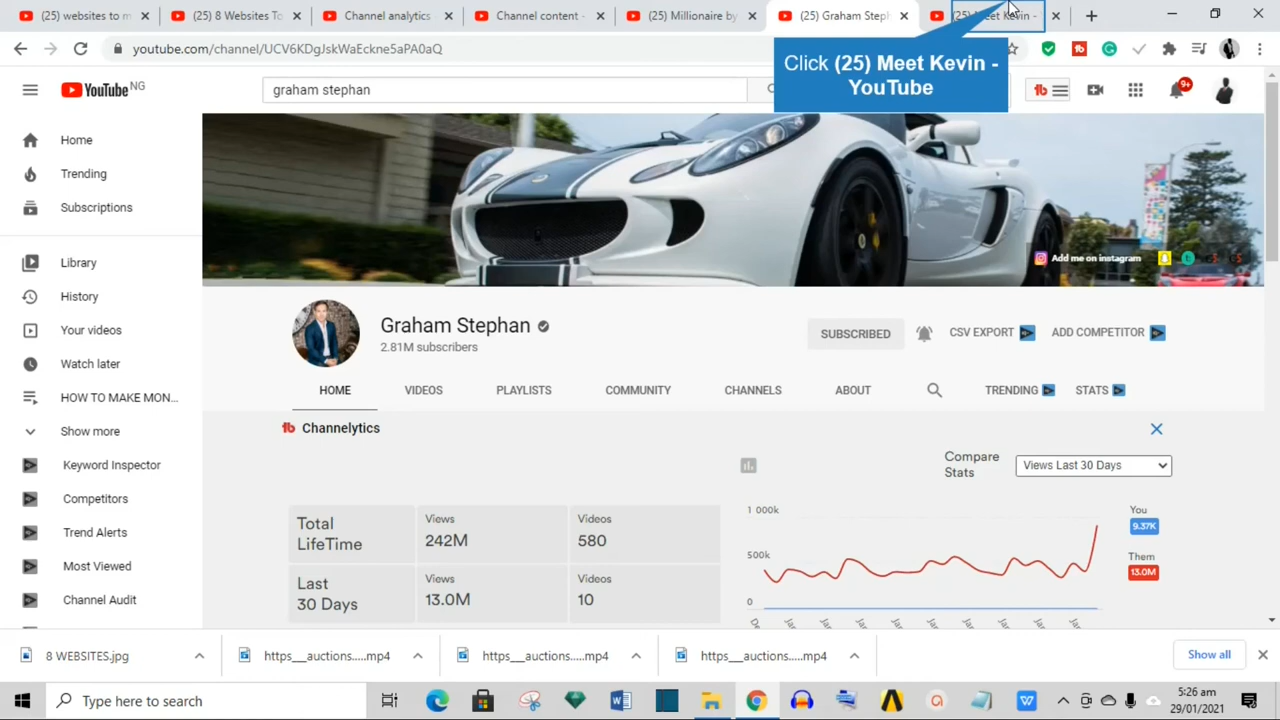 (25) websites to m
(25) 8 Websites
Channel analytics
Channel content -
(25) Millionaire by
(25) Graham Steph
(25) Meet Kevin -
youtube.com/channel/UCV6KDgJskWaEckne5aPA0aQ
Click (25) Meet Kevin -
YouTube
YouTube NG
graham stephan
tb
9+
Home
Trending
Subscriptions
Library
History
Your videos
Watch later
HOW TO MAKE MON...
Show more
Keyword Inspector
Competitors
Trend Alerts
Most Viewed
Channel Audit
Add me on instagram
Graham Stephan
2.81M subscribers
SUBSCRIBED
CSV EXPORT
ADD COMPETITOR
HOME
VIDEOS
PLAYLISTS
COMMUNITY
CHANNELS
ABOUT
TRENDING
STATS
tb Channelytics
Compare
Stats
Views Last 30 Days
Total
LifeTime
Views
242M
Videos
580
Last
30 Days
Views
13.0M
Videos
10
1 000k
500k
0
You
9.37K
Them
13.0M
8 WEBSITES.jpg
https__auctions.....mp4
https__auctions.....mp4
https__auctions.....mp4
Show all
Type here to search
5:26 am
29/01/2021